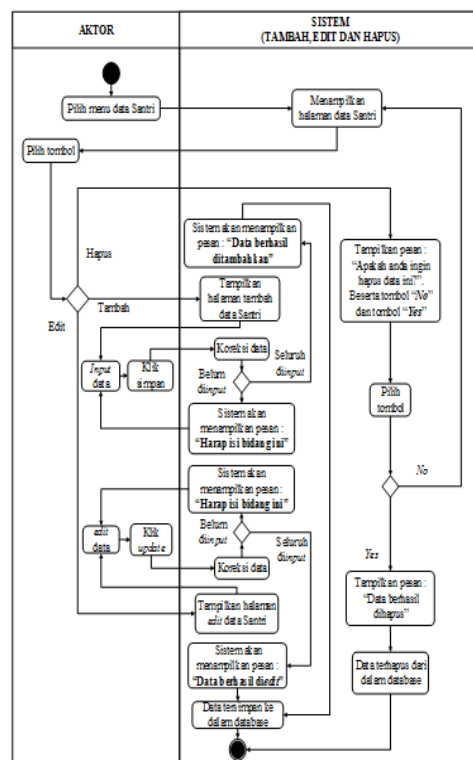 AKTOR
SISTEM
(TAMBAH, EDIT DAN HAPUS)
Pilih menu data Santri
Menampilkan
halaman data Santri
Pilih tombol
Hapus
Tambah
Edit
Sistem akan menampilkan
pesan : “Data berhasil
ditambahkan”
Tampilkan pesan :
“Apakah anda ingin
hapus data ini?”.
Beserta tombol “No”
dan tombol “Yes”
Tampilkan
halaman tambah
data Santri
Input
data
Klik
simpan
Koreksi data
Belum
diinput
Seluruh
diinput
Sistem akan
menampilkan pesan :
“Harap isi bidang ini”
Pilih
tombol
No
Yes
Sistem akan
menampilkan pesan :
“Harap isi bidang ini”
edit
data
Klik
update
Belum
diinput
Seluruh
diinput
Koreksi data
Tampilkan halaman
edit data Santri
Tampilkan pesan :
“Data berhasil
dihapus”
Sistem akan
menampilkan pesan :
“Data berhasil diedit”
Data terhapus dari
dalam database
Data tersimpan ke
dalam database